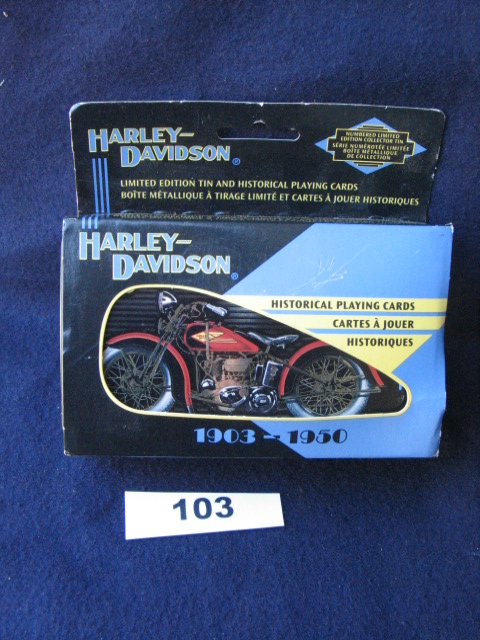 HARLEY-
DAVIDSON®
NUMBERED LIMITED
EDITION COLLECTOR TIN
SÉRIE NUMÉROTÉE LIMITÉE
BOÎTE MÉTALLIQUE
DE COLLECTION
LIMITED EDITION TIN AND HISTORICAL PLAYING CARDS
BOÎTE MÉTALLIQUE À TIRAGE LIMITÉ ET CARTES À JOUER HISTORIQUES
HARLEY-
DAVIDSON®
HISTORICAL PLAYING CARDS
CARTES À JOUER
HISTORIQUES
1903 - 1950
103